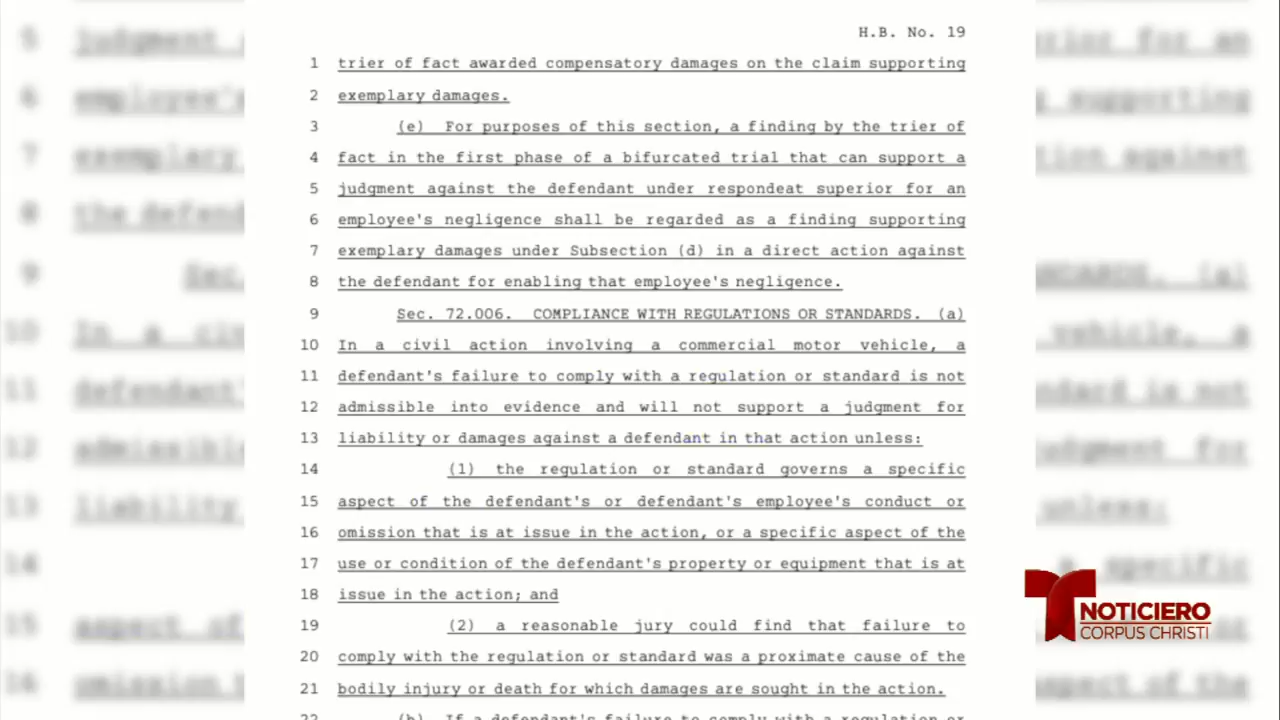 H.B. No. 19
1 trier of fact awarded compensatory damages on the claim supporting
2 exemplary damages.
3 (e) For purposes of this section, a finding by the trier of
4 fact in the first phase of a bifurcated trial that can support a
5 judgment against the defendant under respondeat superior for an
6 employee's negligence shall be regarded as a finding supporting
7 exemplary damages under Subsection (d) in a direct action against
8 the defendant for enabling that employee's negligence.
9 Sec. 72.006. COMPLIANCE WITH REGULATIONS OR STANDARDS. (a)
10 In a civil action involving a commercial motor vehicle, a
11 defendant's failure to comply with a regulation or standard is not
12 admissible into evidence and will not support a judgment for
13 liability or damages against a defendant in that action unless:
14 (1) the regulation or standard governs a specific
15 aspect of the defendant's or defendant's employee's conduct or
16 omission that is at issue in the action, or a specific aspect of the
17 use or condition of the defendant's property or equipment that is at
18 issue in the action; and
19 (2) a reasonable jury could find that failure to
20 comply with the regulation or standard was a proximate cause of the
21 bodily injury or death for which damages are sought in the action.
22 (b) If a defendant's failure to comply with a regulation or
NOTICIERO
CORPUS CHRISTI